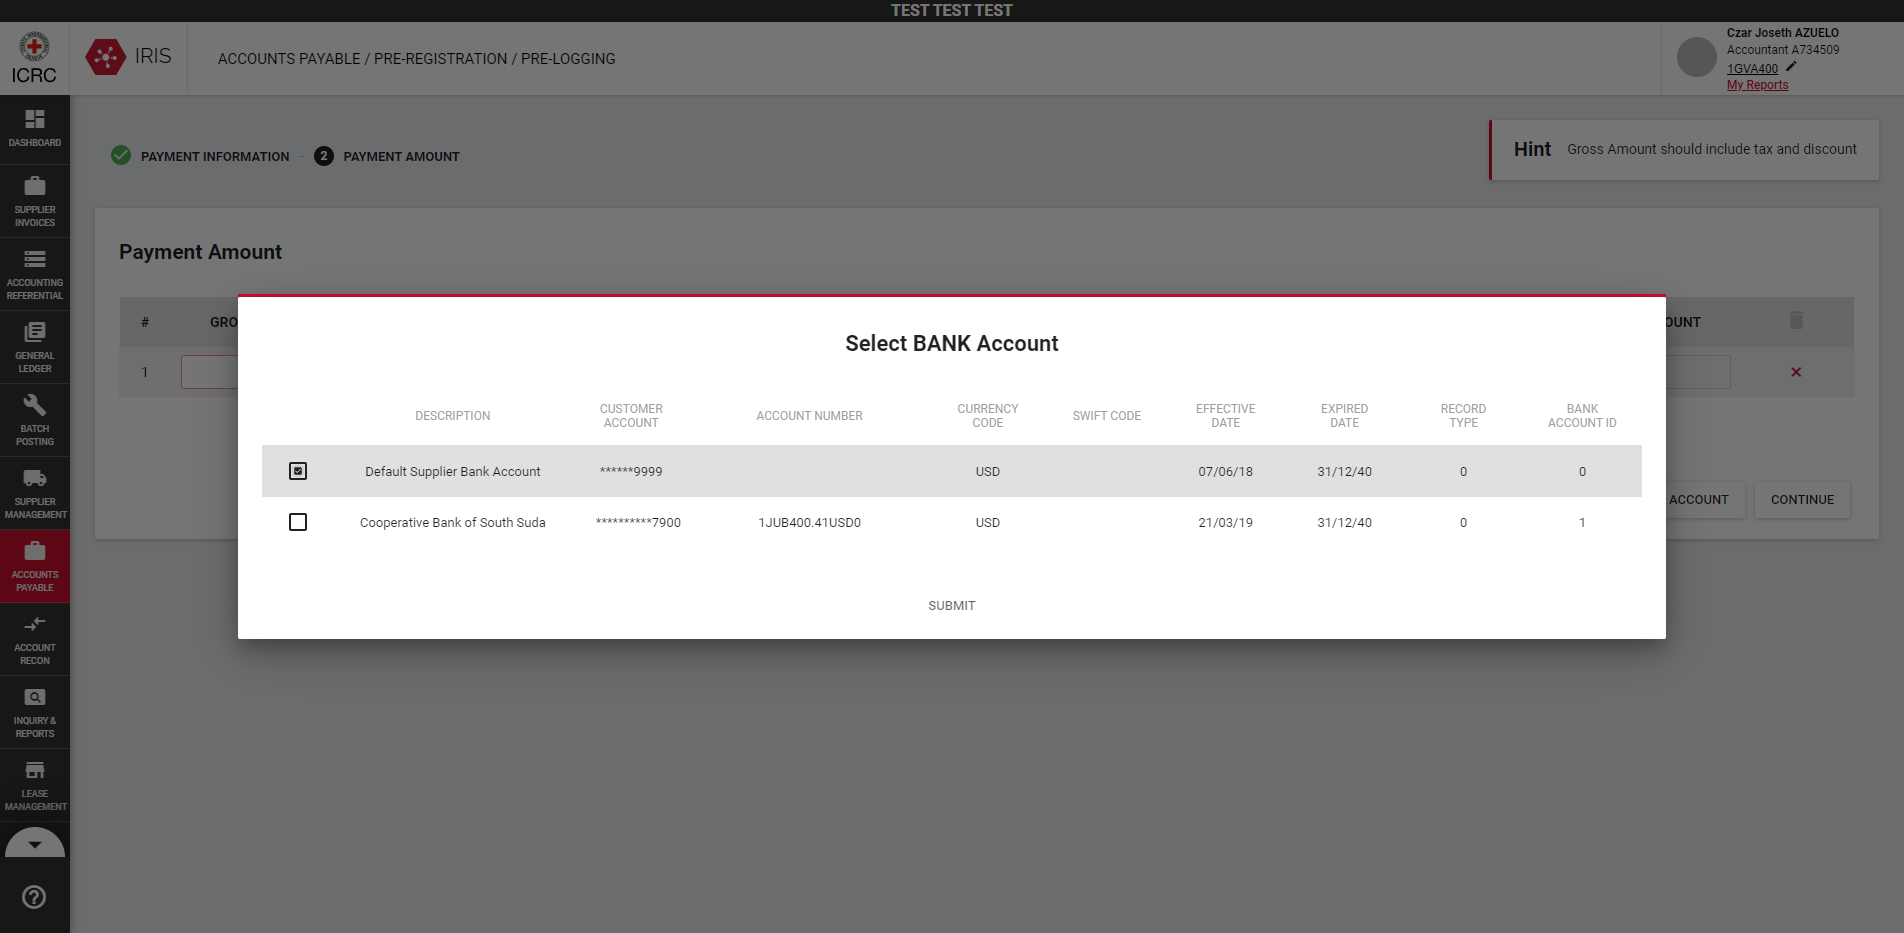 TEST TEST TEST
ICRC
IRIS
ACCOUNTS PAYABLE / PRE-REGISTRATION / PRE-LOGGING
Czar Joseth AZUELO
Accountant A734509
1GVA400
My Reports
DASHBOARD
SUPPLIER
INVOICES
ACCOUNTING
REFERENTIAL
GENERAL
LEDGER
BATCH
POSTING
SUPPLIER
MANAGEMENT
ACCOUNTS
PAYABLE
ACCOUNT
RECON
INQUIRY &
REPORTS
LEASE
MANAGEMENT
PAYMENT INFORMATION – 2 PAYMENT AMOUNT
Hint Gross Amount should include tax and discount
Payment Amount
# GRO OUNT
1
Select BANK Account
DESCRIPTION CUSTOMER ACCOUNT ACCOUNT NUMBER CURRENCY CODE SWIFT CODE EFFECTIVE DATE EXPIRED DATE RECORD TYPE BANK ACCOUNT ID
Default Supplier Bank Account ******9999 USD 07/06/18 31/12/40 0 0
Cooperative Bank of South Suda **********7900 1JUB400.41USD0 USD 21/03/19 31/12/40 0 1
SUBMIT
ACCOUNT CONTINUE